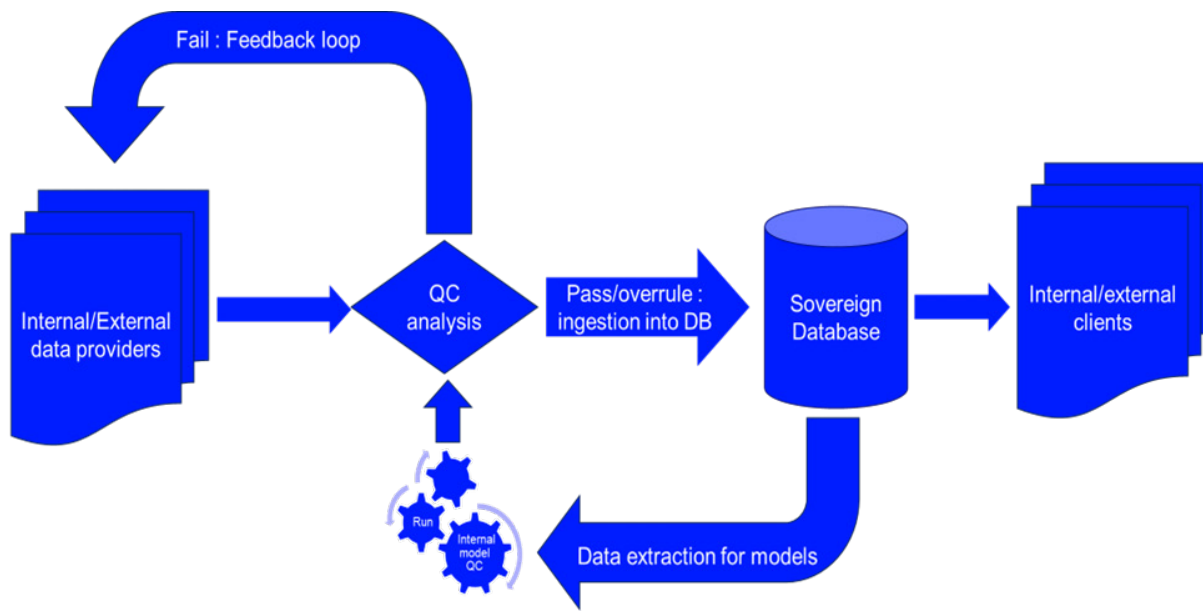 Fail : Feedback loop
Internal/External
data providers
QC
analysis
Pass/overrule :
ingestion into DB
Sovereign
Database
Internal/external
clients
Run
Internal
model
QC
Data extraction for models